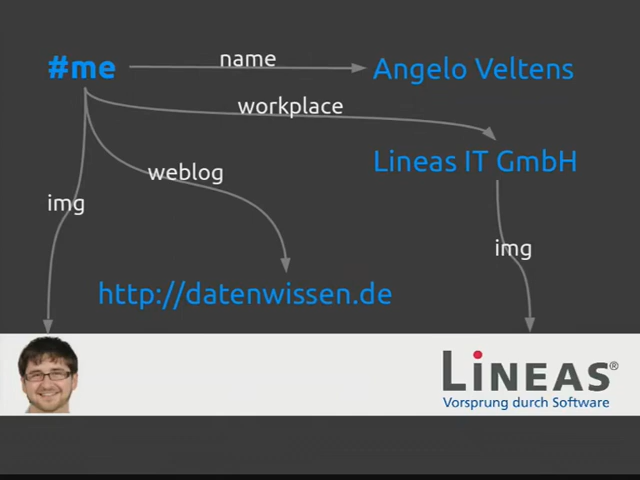 #me
name
Angelo Veltens
workplace
Lineas IT GmbH
weblog
img
img
http://datenwissen.de
LiNEAS®
Vorsprung durch Software